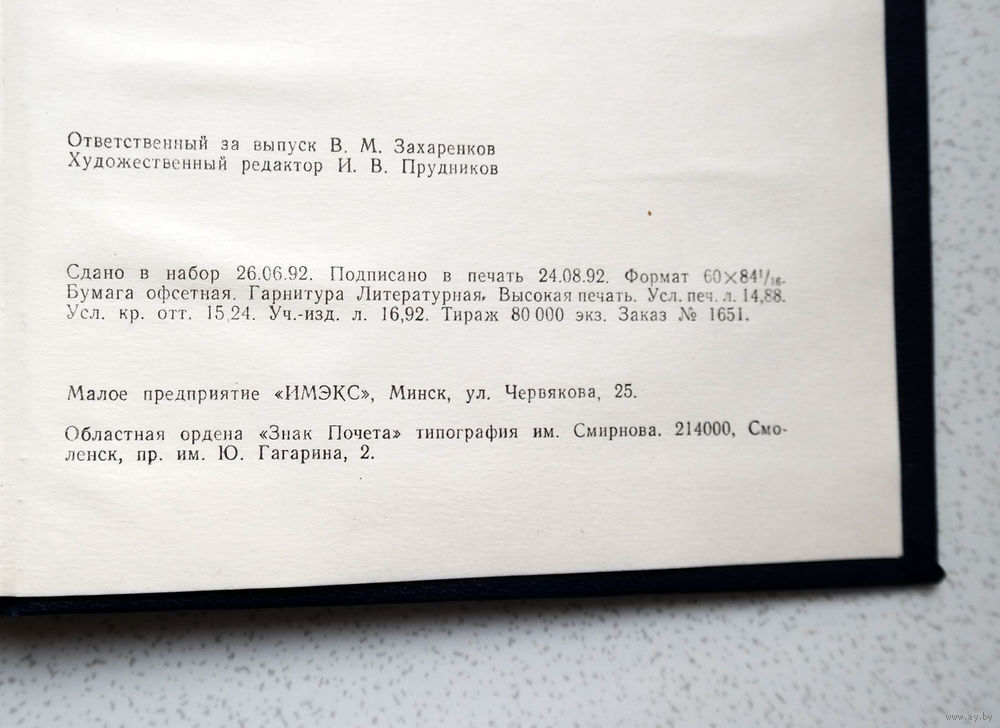 Ответственный за выпуск В. М. Захаренков
Художественный редактор И. В. Прудников
Сдано в набор 26.06.92. Подписано в печать 24.08.92. Формат 60×84¹/₁₆.
Бумага офсетная. Гарнитура Литературная. Высокая печать. Усл. печ. л. 14,88.
Усл. кр. отт. 15,24. Уч.-изд. л. 16,92. Тираж 80 000 экз. Заказ № 1651.
Малое предприятие «ИМЭКС», Минск, ул. Червякова, 25.
Областная ордена «Знак Почета» типография им. Смирнова. 214000, Смо-
ленск, пр. им. Ю. Гагарина, 2.
www.ay.by